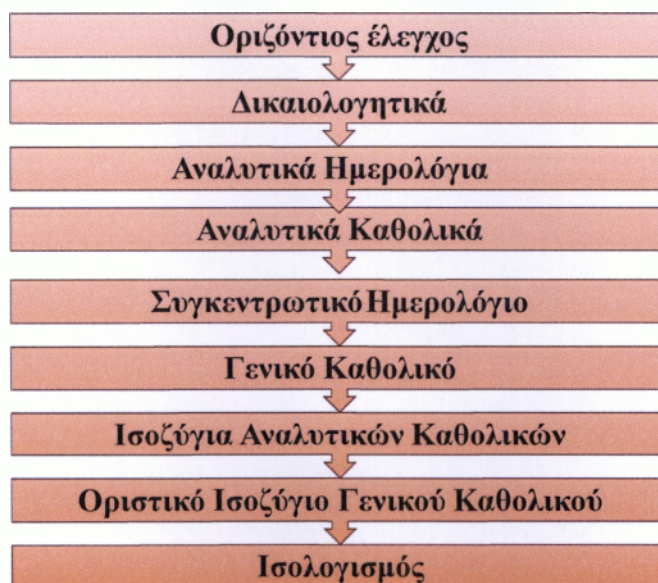 Οριζόντιος έλεγχος
Δικαιολογητικά
Αναλυτικά Ημερολόγια
Αναλυτικά Καθολικά
Συγκεντρωτικό Ημερολόγιο
Γενικό Καθολικό
Ισοζύγια Αναλυτικών Καθολικών
Οριστικό Ισοζύγιο Γενικού Καθολικού
Ισολογισμός